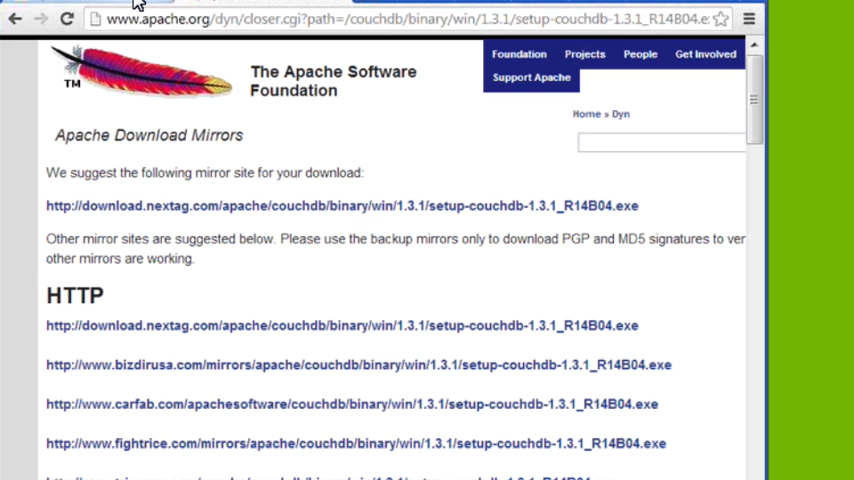 www.apache.org/dyn/closer.cgi?path=/couchdb/binary/win/1.3.1/setup-couchdb-1.3.1_R14B04.e
TM
The Apache Software
Foundation
Foundation Projects People Get Involved
Support Apache
Home » Dyn
Apache Download Mirrors
We suggest the following mirror site for your download:
http://download.nextag.com/apache/couchdb/binary/win/1.3.1/setup-couchdb-1.3.1_R14B04.exe
Other mirror sites are suggested below. Please use the backup mirrors only to download PGP and MD5 signatures to ver
other mirrors are working.
HTTP
http://download.nextag.com/apache/couchdb/binary/win/1.3.1/setup-couchdb-1.3.1_R14B04.exe
http://www.bizdirusa.com/mirrors/apache/couchdb/binary/win/1.3.1/setup-couchdb-1.3.1_R14B04.exe
http://www.carfab.com/apachesoftware/couchdb/binary/win/1.3.1/setup-couchdb-1.3.1_R14B04.exe
http://www.fightrice.com/mirrors/apache/couchdb/binary/win/1.3.1/setup-couchdb-1.3.1_R14B04.exe